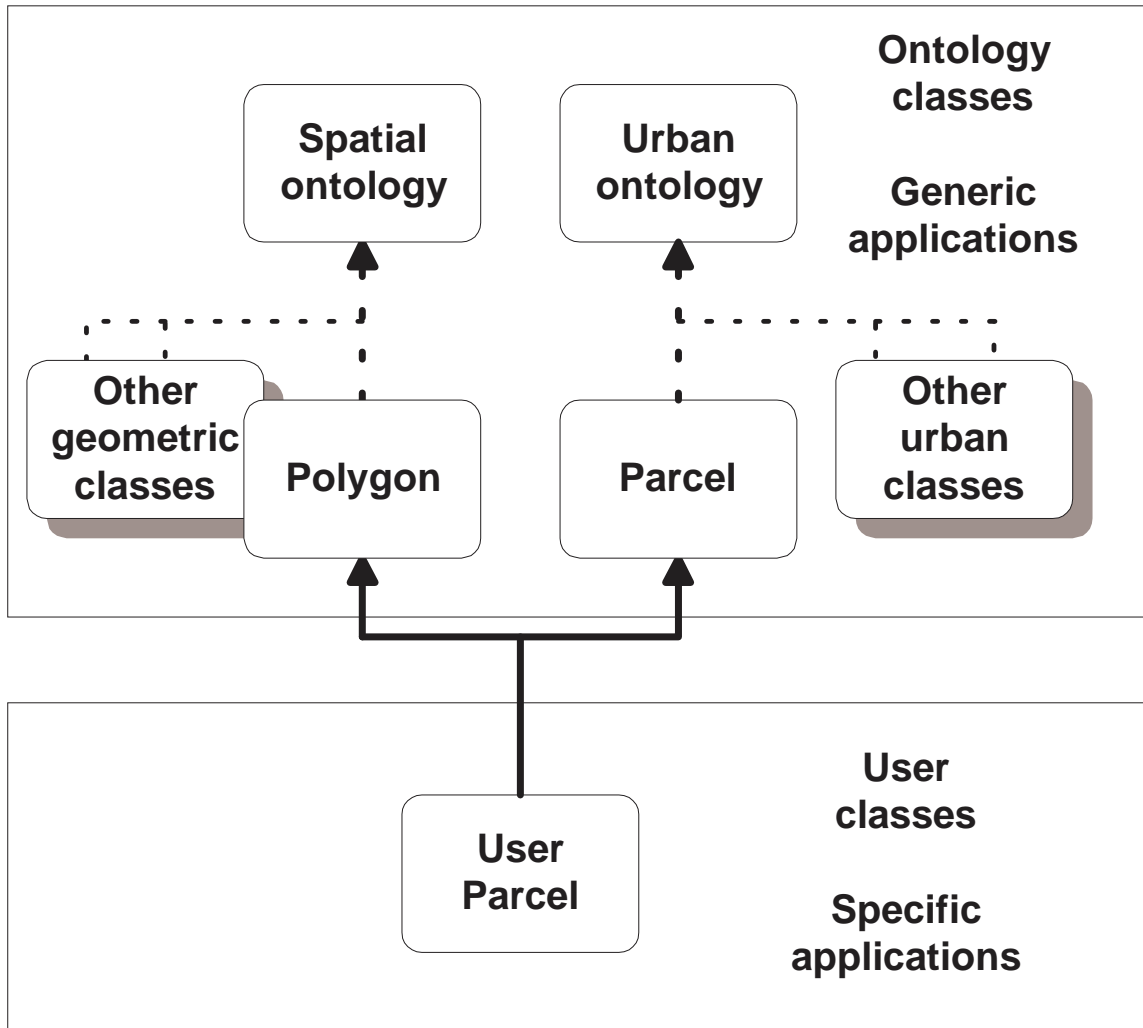 Ontology
classes
Spatial
ontology
Urban
ontology
Generic
applications
Other
geometric
classes
Polygon
Parcel
Other
urban
classes
User
classes
User
Parcel
Specific
applications